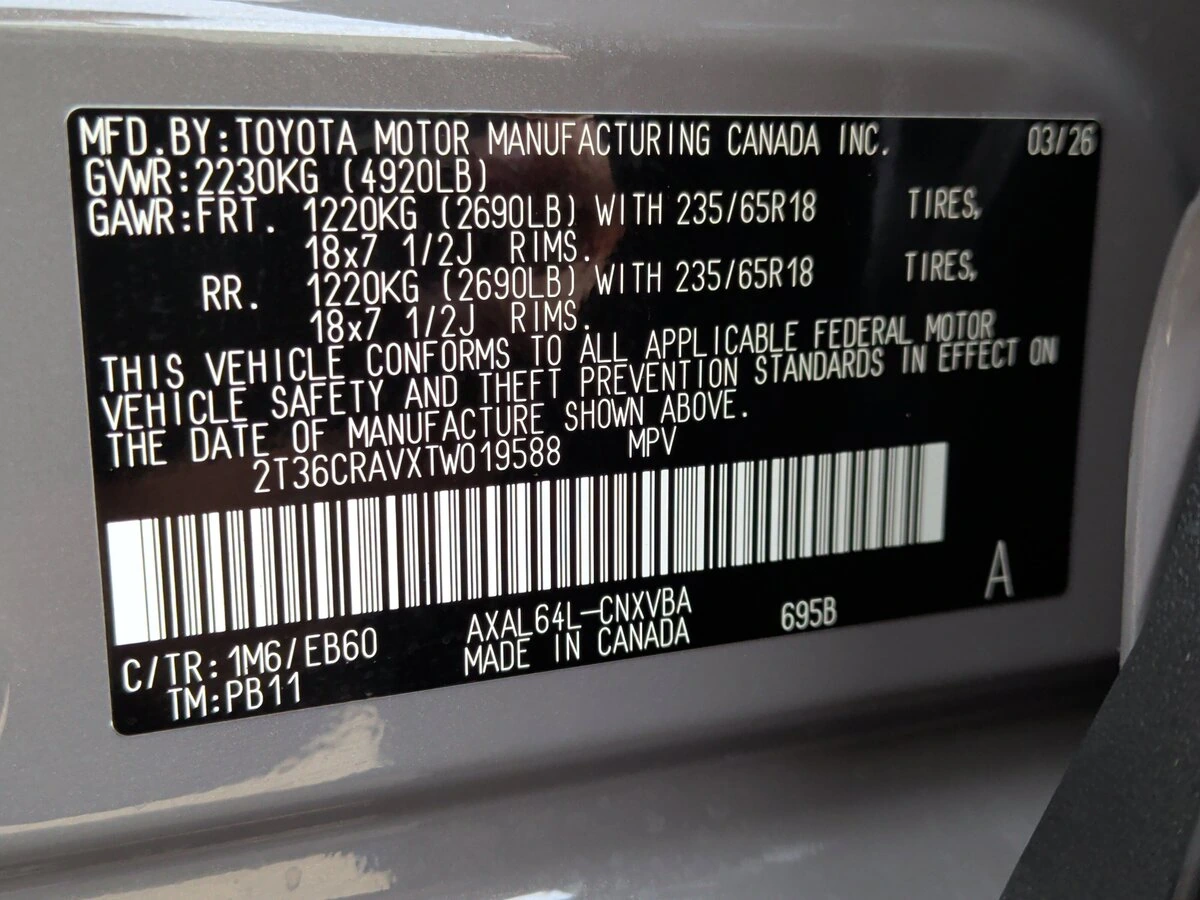 MFD.BY:TOYOTA MOTOR MANUFACTURING CANADA INC. 03/26
GVWR:2230KG (4920LB)
GAWR:FRT. 1220KG (2690LB) WITH 235/65R18 TIRES,
18x7 1/2J RIMS.
RR. 1220KG (2690LB) WITH 235/65R18 TIRES,
18x7 1/2J RIMS.
THIS VEHICLE CONFORMS TO ALL APPLICABLE FEDERAL MOTOR
VEHICLE SAFETY AND THEFT PREVENTION STANDARDS IN EFFECT ON
THE DATE OF MANUFACTURE SHOWN ABOVE.
2T36CRAVXTW019588 MPV
A
AXAL64L-CNXVBA 695B
C/TR:1M6/EB60 MADE IN CANADA
TM:PB11